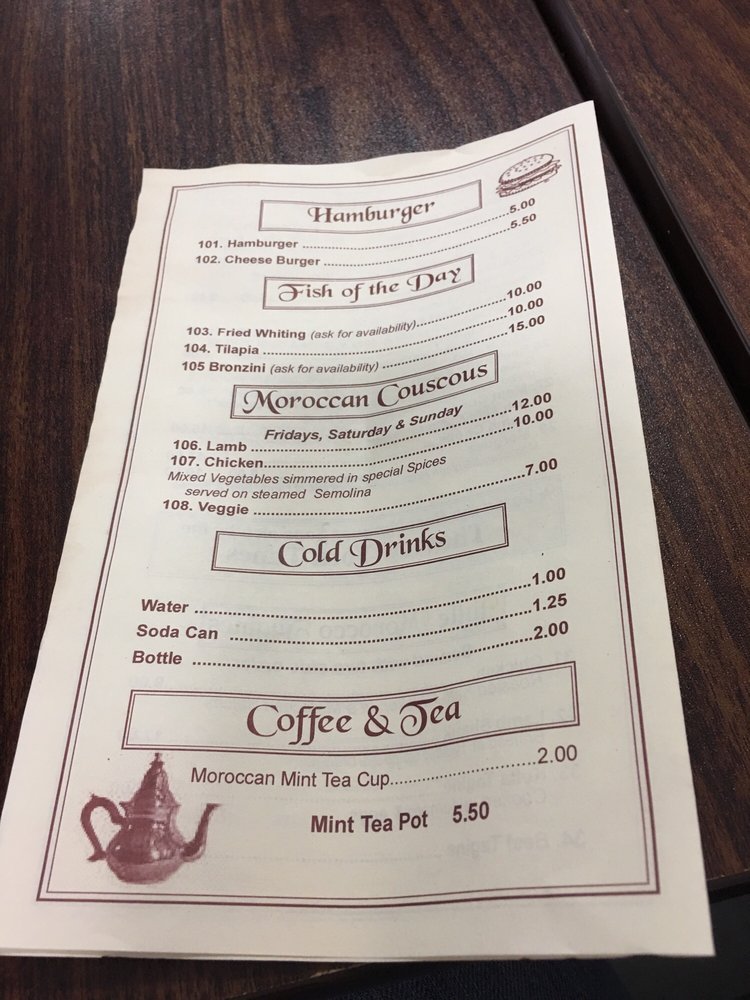 Hamburger
101. Hamburger ........ 5.00
102. Cheese Burger ........ 5.50
Fish of the Day
103. Fried Whiting (ask for availability) ........ 10.00
104. Tilapia ........ 10.00
105 Bronzini (ask for availability) ........ 15.00
Moroccan Couscous
Fridays, Saturday & Sunday
106. Lamb ........ 12.00
107. Chicken ........ 10.00
Mixed Vegetables simmered in special Spices
served on steamed Semolina
108. Veggie ........ 7.00
Cold Drinks
Water ........ 1.00
Soda Can ........ 1.25
Bottle ........ 2.00
Coffee & Tea
Moroccan Mint Tea Cup ........ 2.00
Mint Tea Pot 5.50